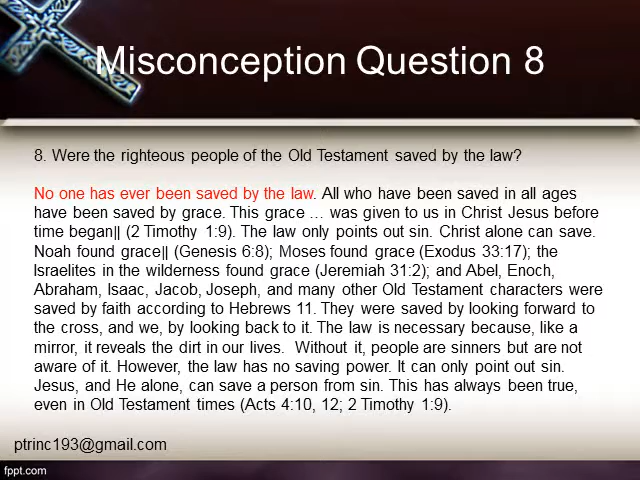 Misconception Question 8
8. Were the righteous people of the Old Testament saved by the law?
No one has ever been saved by the law. All who have been saved in all ages
have been saved by grace. This grace … was given to us in Christ Jesus before
time began‖ (2 Timothy 1:9). The law only points out sin. Christ alone can save.
Noah found grace‖ (Genesis 6:8); Moses found grace (Exodus 33:17); the
Israelites in the wilderness found grace (Jeremiah 31:2); and Abel, Enoch,
Abraham, Isaac, Jacob, Joseph, and many other Old Testament characters were
saved by faith according to Hebrews 11. They were saved by looking forward to
the cross, and we, by looking back to it. The law is necessary because, like a
mirror, it reveals the dirt in our lives.  Without it, people are sinners but are not
aware of it. However, the law has no saving power. It can only point out sin.
Jesus, and He alone, can save a person from sin. This has always been true,
even in Old Testament times (Acts 4:10, 12; 2 Timothy 1:9).
ptrinc193@gmail.com
fppt.com